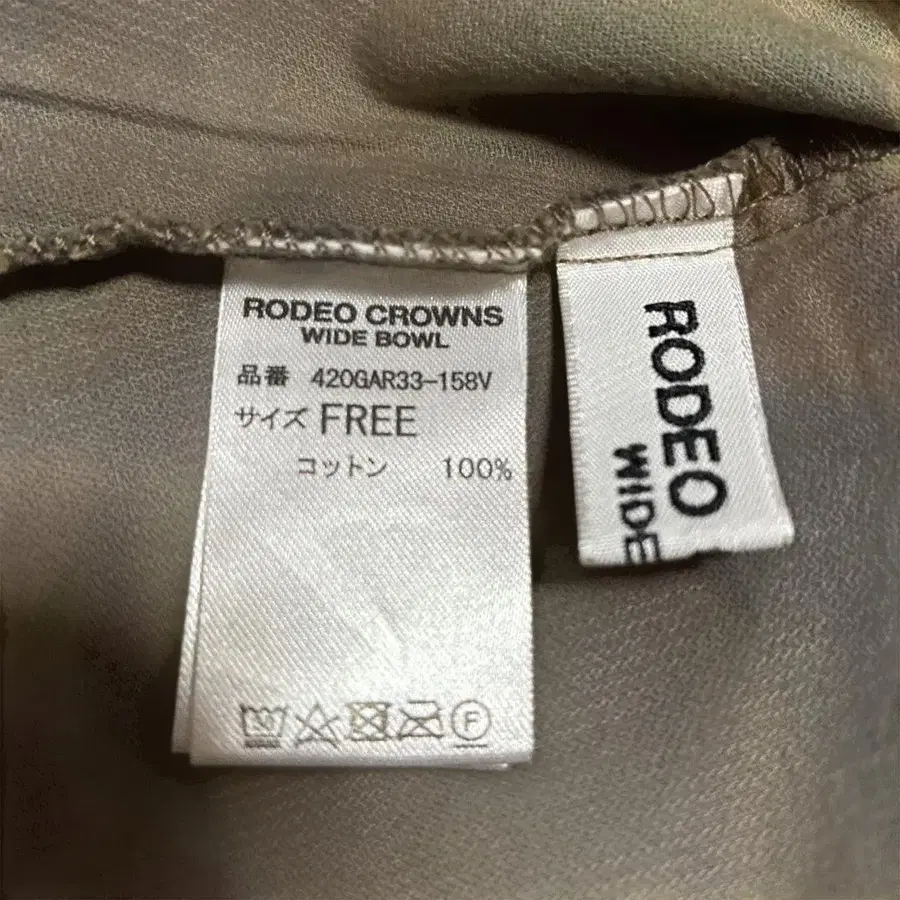 RODEO CROWNS
WIDE BOWL
品番 420GAR33-158V
サイズ FREE
コットン 100%
F
RODEO
WIDE